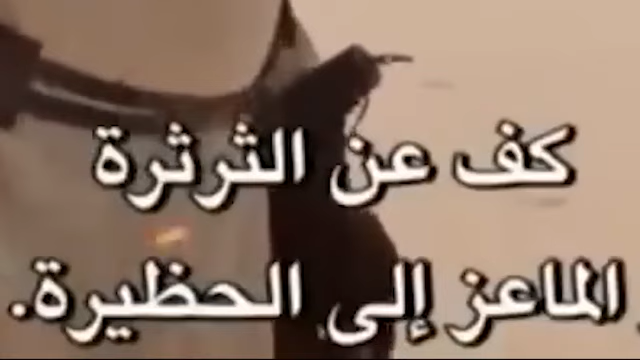 كف عن الثرثرة
الماعز إلى الحظيرة.